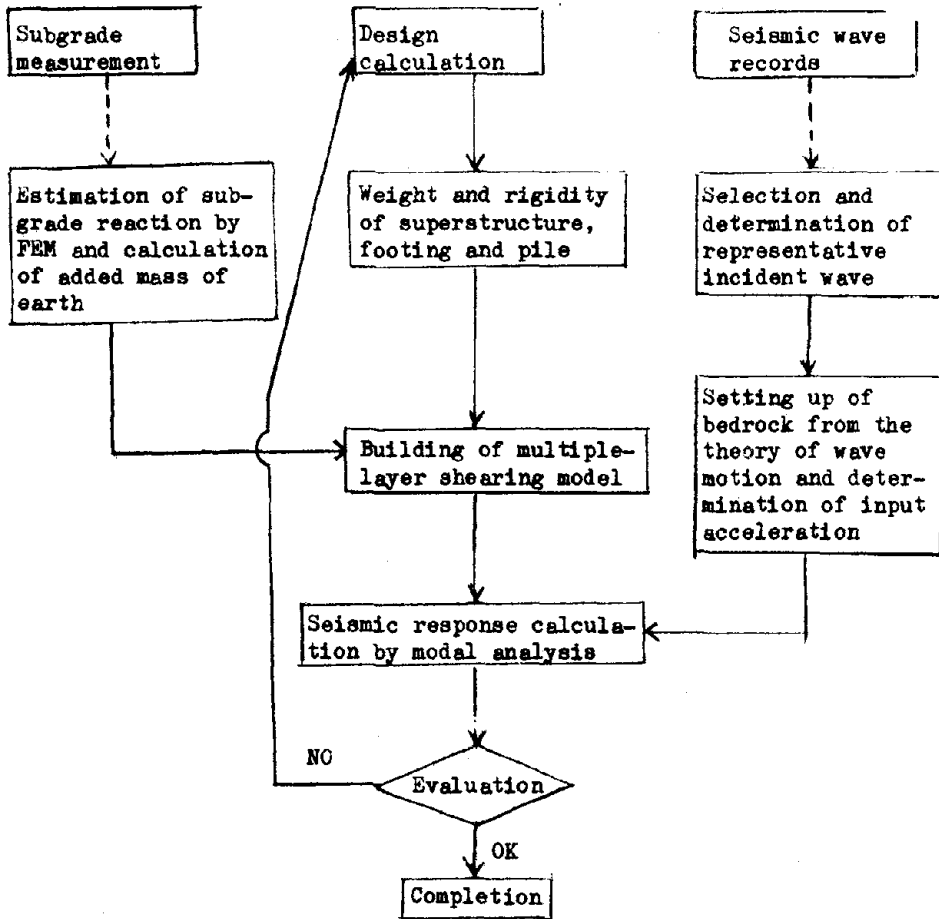 Subgrade
measurement
Design
calculation
Seismic wave
records
Estimation of sub-
grade reaction by
FEM and calculation
of added mass of
earth
Weight and rigidity
of superstructure,
footing and pile
Selection and
determination of
representative
incident wave
Setting up of
bedrock from the
theory of wave
motion and deter-
mination of input
acceleration
Building of multiple-
layer shearing model
Seismic response calcula-
tion by modal analysis
NO
Evaluation
OK
Completion